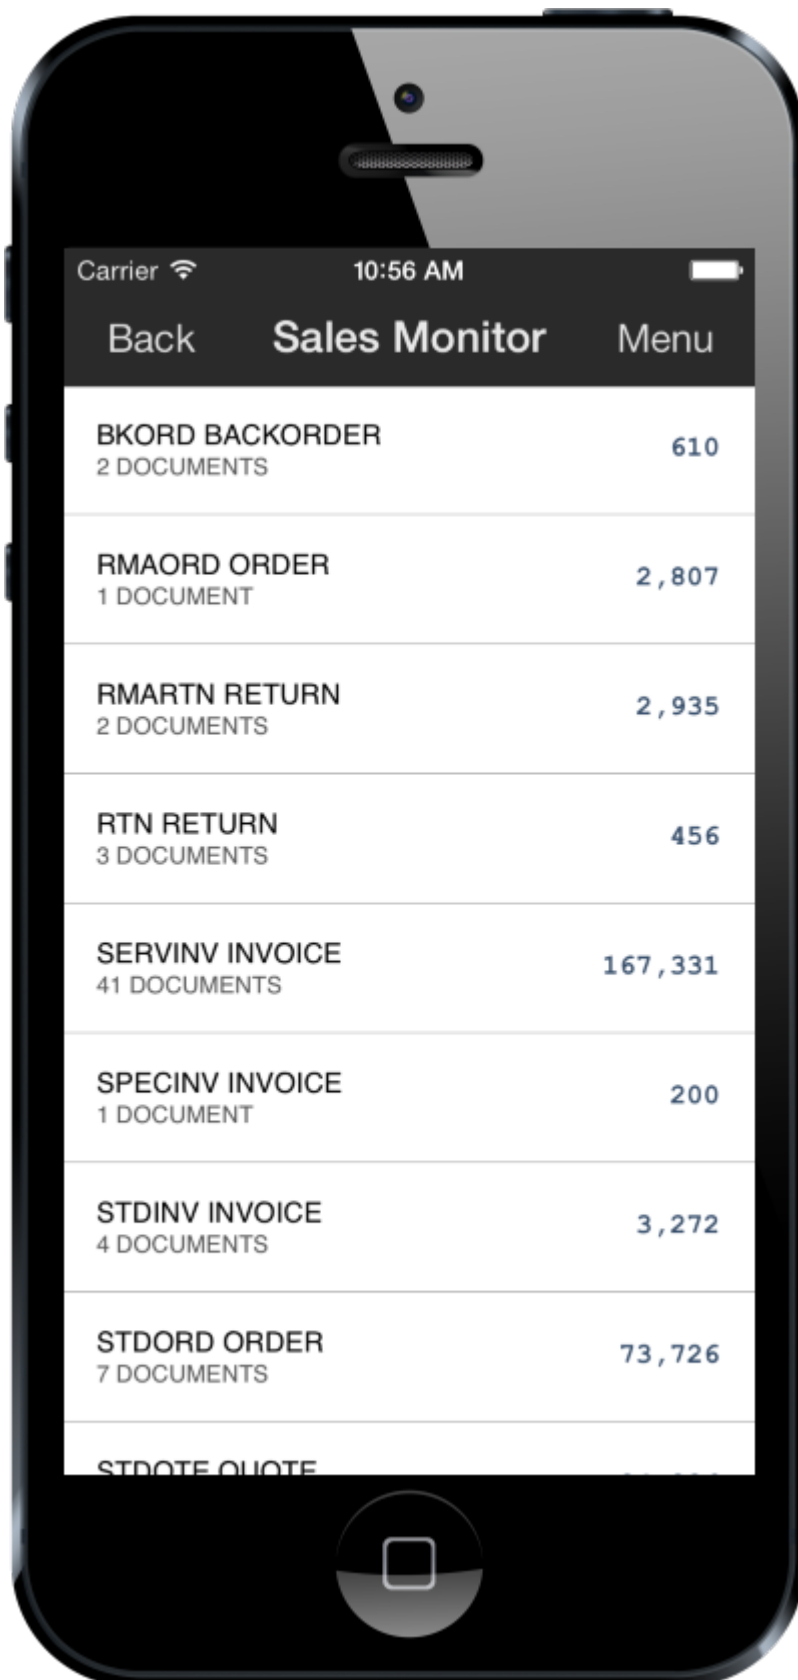 Carrier
10:56 AM
Back
Sales Monitor
Menu
BKORD BACKORDER
610
2 DOCUMENTS
RMAORD ORDER
2,807
1 DOCUMENT
RMARTN RETURN
2,935
2 DOCUMENTS
RTN RETURN
456
3 DOCUMENTS
SERVINV INVOICE
167,331
41 DOCUMENTS
SPECINV INVOICE
200
1 DOCUMENT
STDINV INVOICE
3,272
4 DOCUMENTS
STDORD ORDER
73,726
7 DOCUMENTS
QUOTE